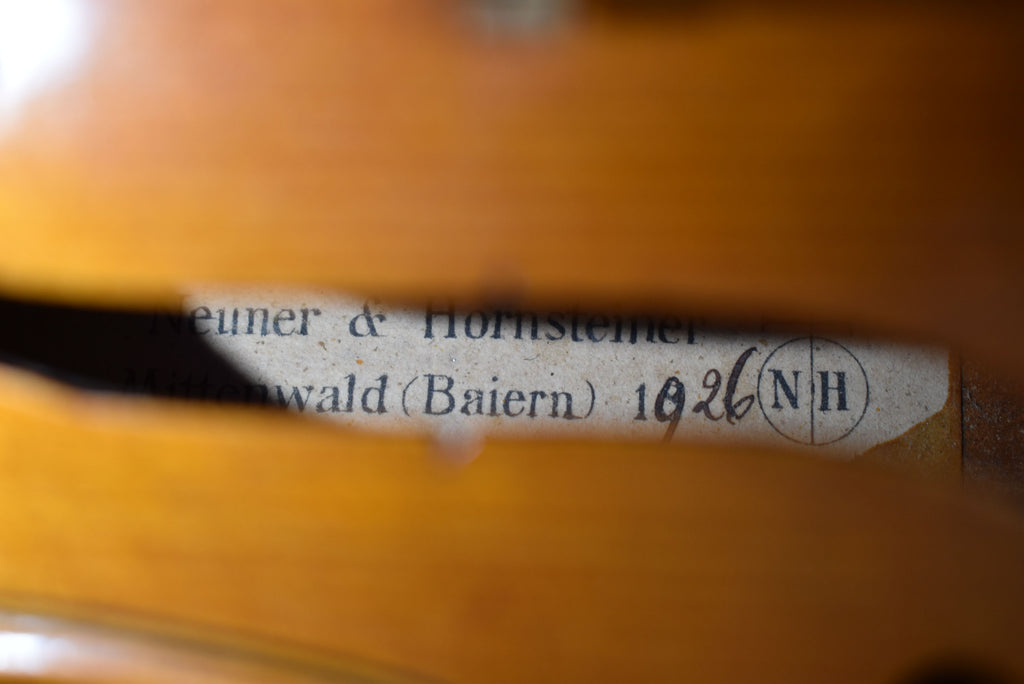 Neuner & Hornsteiner
Mittenwald (Baiern) 1926 NH